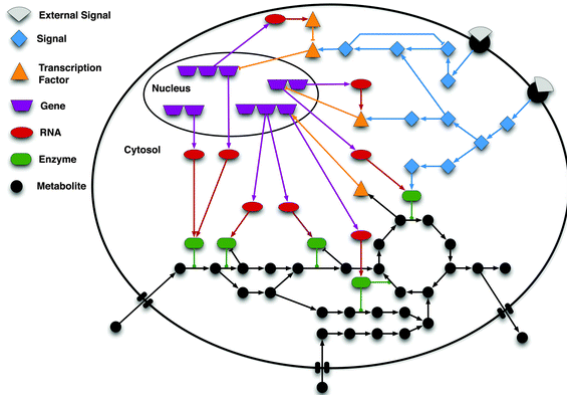 External Signal
Signal
Transcription
Factor
Gene
RNA
Enzyme
Metabolite
Nucleus
Cytosol